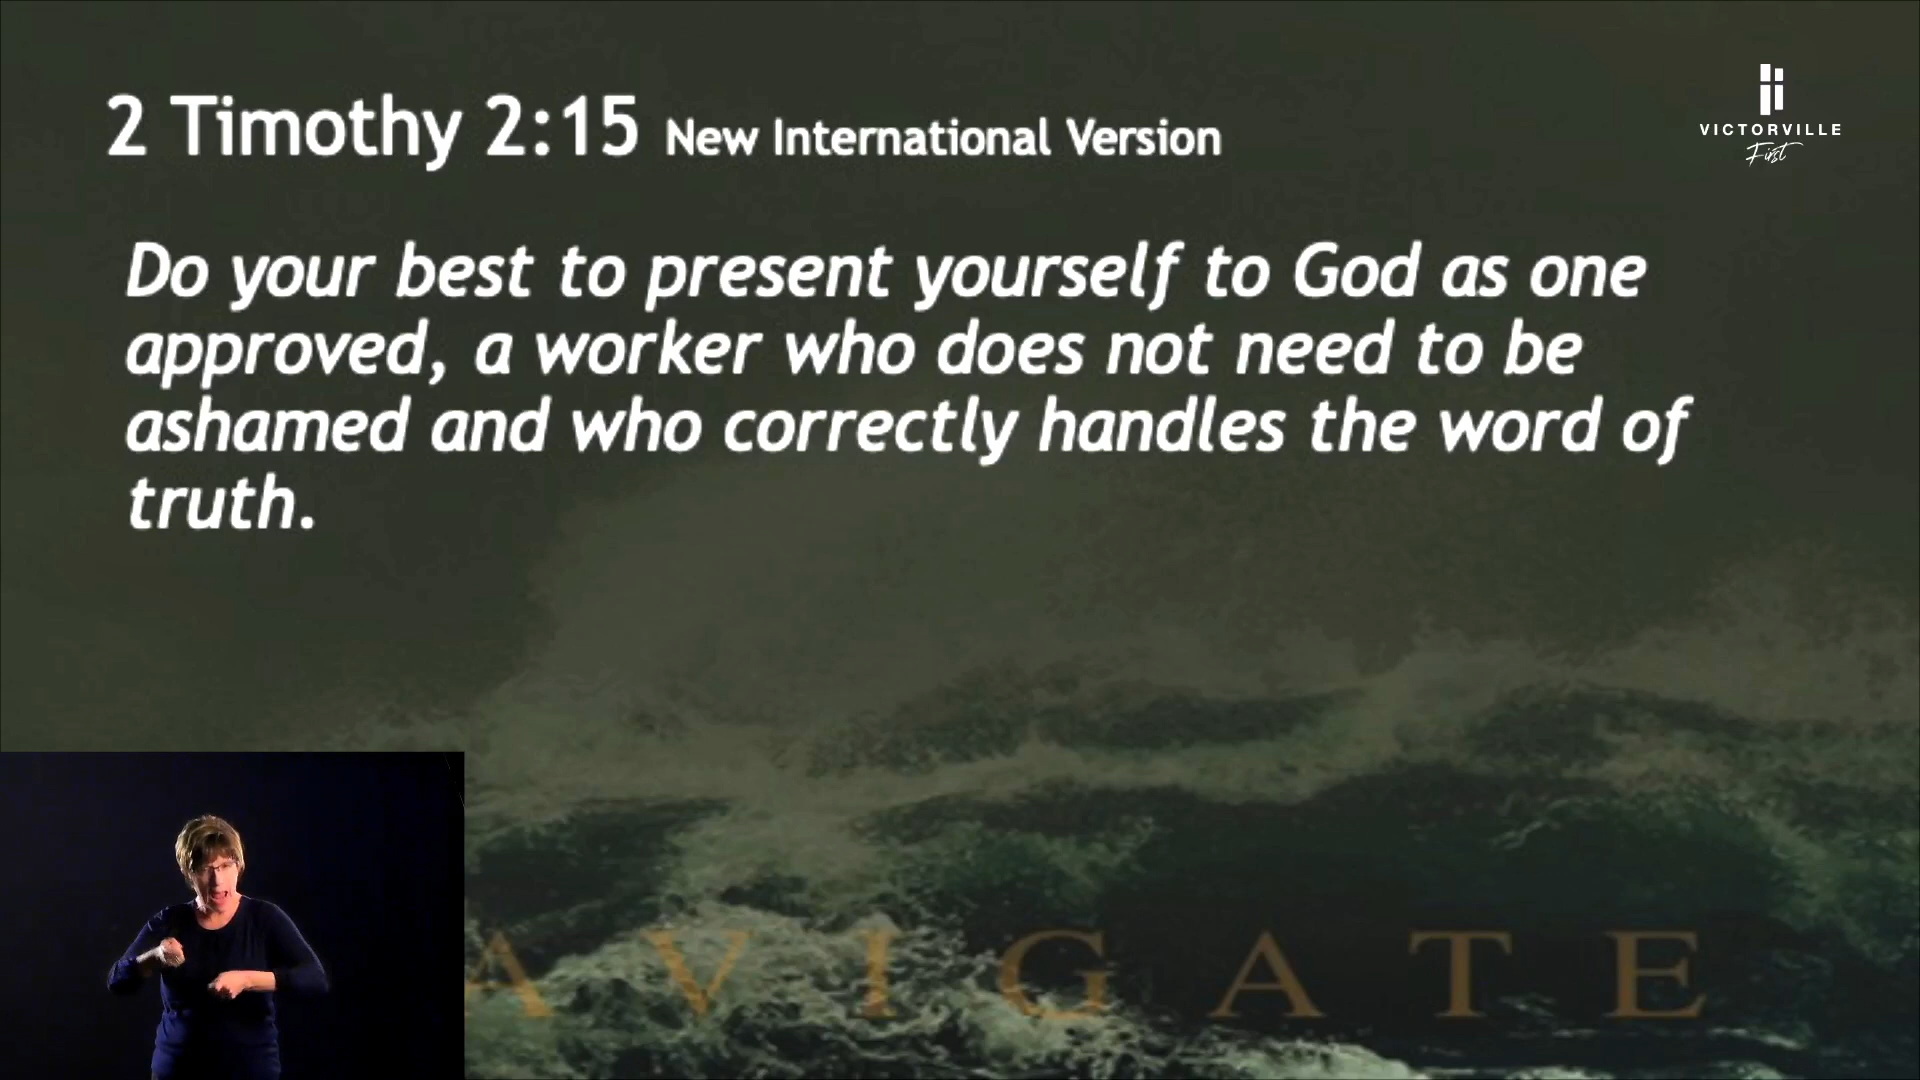 2 Timothy 2:15 New International Version
VICTORVILLE
First
Do your best to present yourself to God as one
approved, a worker who does not need to be
ashamed and who correctly handles the word of
truth.
AVIGATE